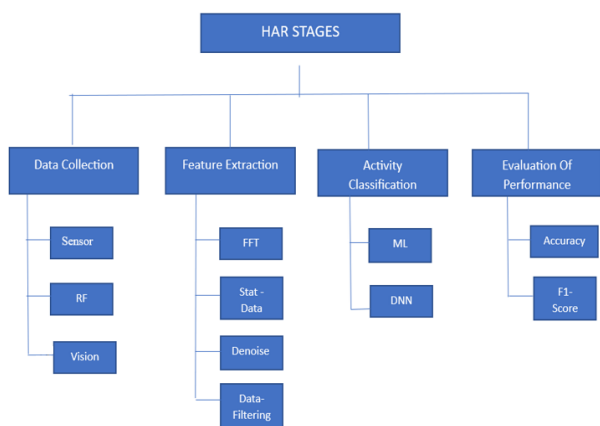 HAR STAGES
Data Collection
Sensor
RF
Vision
Feature Extraction
FFT
Stat -
Data
Denoise
Data-
Filtering
Activity
Classification
ML
DNN
Evaluation Of
Performance
Accuracy
F1-
Score